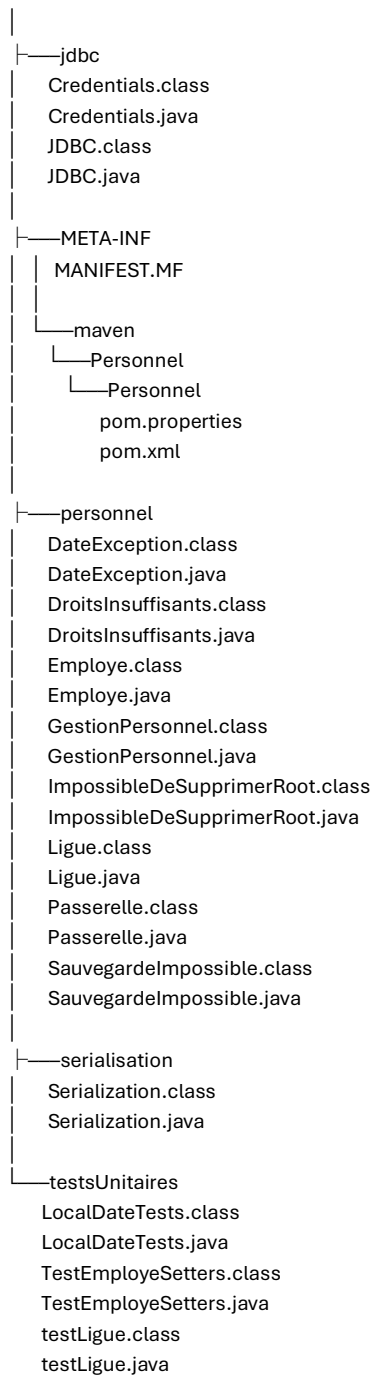 │
├───jdbc
│ Credentials.class
│ Credentials.java
│ JDBC.class
│ JDBC.java
│
├───META-INF
│ │ MANIFEST.MF
│ │
│ └───maven
│ └───Personnel
│ └───Personnel
│ pom.properties
│ pom.xml
│
├───personnel
│ DateException.class
│ DateException.java
│ DroitsInsuffisants.class
│ DroitsInsuffisants.java
│ Employe.class
│ Employe.java
│ GestionPersonnel.class
│ GestionPersonnel.java
│ ImpossibleDeSupprimerRoot.class
│ ImpossibleDeSupprimerRoot.java
│ Ligue.class
│ Ligue.java
│ Passerelle.class
│ Passerelle.java
│ SauvegardeImpossible.class
│ SauvegardeImpossible.java
│
├───serialisation
│ Serialization.class
│ Serialization.java
│
└───testsUnitaires
LocalDateTests.class
LocalDateTests.java
TestEmployeSetters.class
TestEmployeSetters.java
testLigue.class
testLigue.java